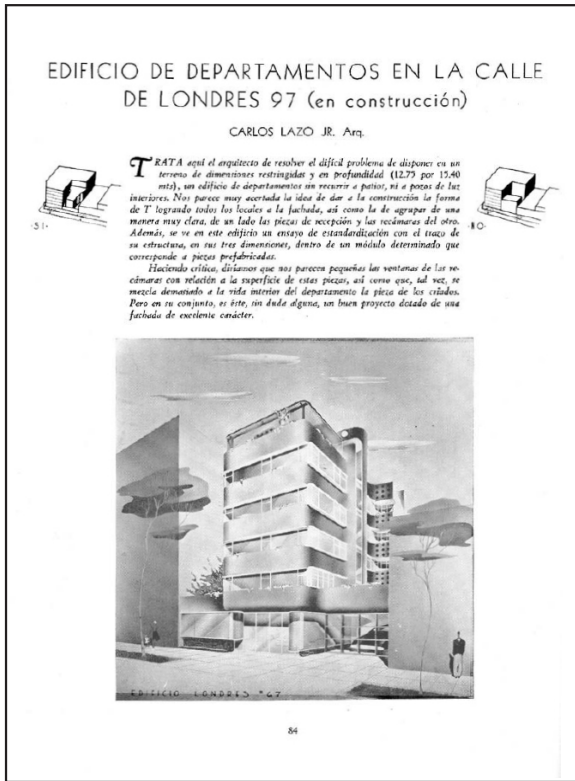 EDIFICIO DE DEPARTAMENTOS EN LA CALLE
DE LONDRES 97 (en construcción)
CARLOS LAZO JR. Arq.
TRATA aquí el arquitecto de resolver el difícil problema de disponer en un
terreno de dimensiones restringidas y en profundidad (12.75 por 15.40
mts), un edificio de departamentos sin recurrir a patios, ni a pozos de luz
interiores. Nos parece muy acertada la idea de dar a la construcción la forma
de T logrando todos los locales a la fachada, así como la de agrupar de una
manera muy clara, de un lado las piezas de recepción y las recámaras del otro.
Además, se ve en este edificio un ensayo de estandardización con el trazo de
su estructura, en sus tres dimensiones, dentro de un módulo determinado que
corresponde a piezas prefabricadas.
Haciendo crítica, diríamos que nos parecen pequeñas las ventanas de las re-
cámaras con relación a la superficie de estas piezas, así como que, tal vez, se
mezcla demasiado a la vida interior del departamento la pieza de los criados.
Pero en su conjunto, es éste, sin duda alguna, un buen proyecto dotado de una
fachada de excelente carácter.
EDIFICIO LONDRES
84